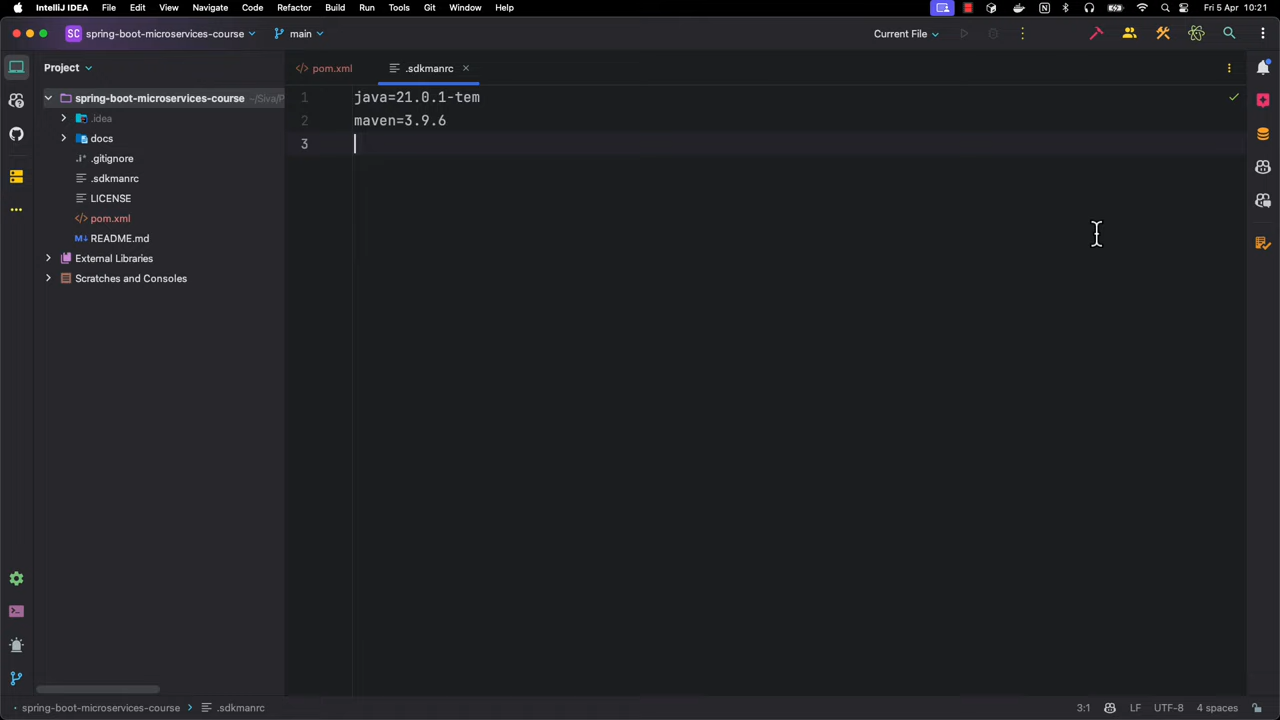 IntelliJ IDEA File Edit View Navigate Code Refactor Build Run Tools Git Window Help Fri 5 Apr 10:21
SC spring-boot-microservices-course main Current File
Project
pom.xml .sdkmanrc
spring-boot-microservices-course ~/Siva/P
.idea
docs
.gitignore
.sdkmanrc
LICENSE
</> pom.xml
M↓ README.md
External Libraries
Scratches and Consoles
1 java=21.0.1-tem
2 maven=3.9.6
3
spring-boot-microservices-course > .sdkmanrc 3:1 LF UTF-8 4 spaces